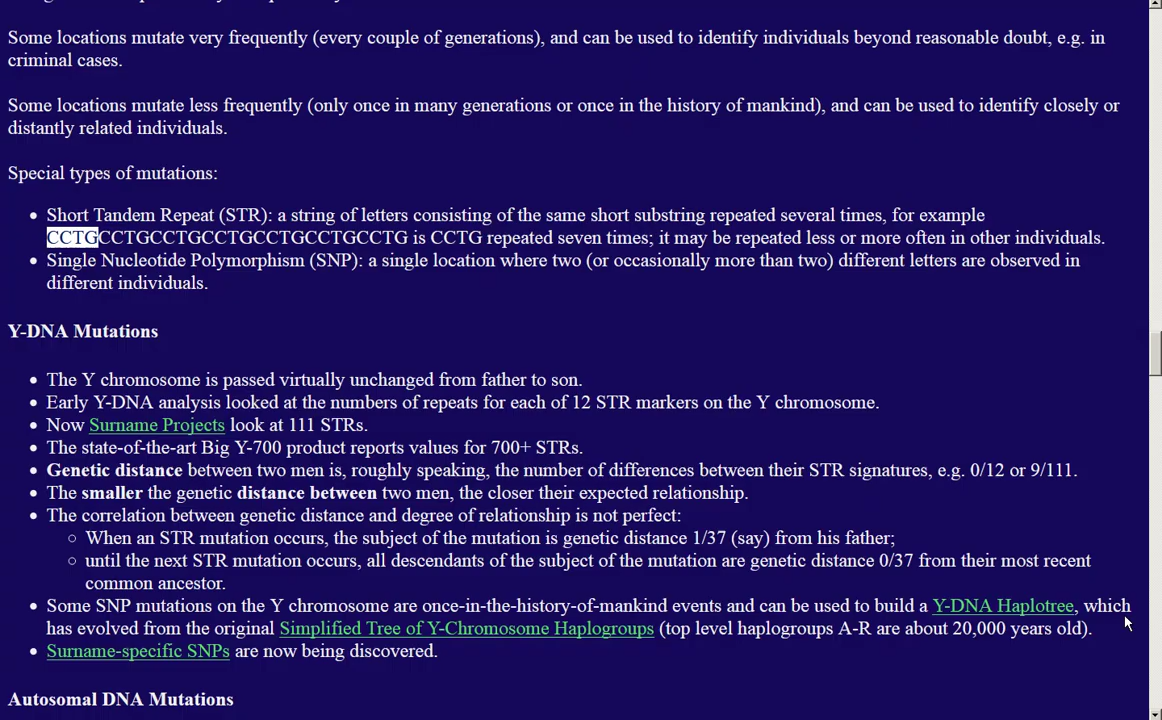 Some locations mutate very frequently (every couple of generations), and can be used to identify individuals beyond reasonable doubt, e.g. in
criminal cases.
Some locations mutate less frequently (only once in many generations or once in the history of mankind), and can be used to identify closely or
distantly related individuals.
Special types of mutations:
• Short Tandem Repeat (STR): a string of letters consisting of the same short substring repeated several times, for example
CCTGCCTGCCTGCCTGCCTGCCTGCCTG is CCTG repeated seven times; it may be repeated less or more often in other individuals.
• Single Nucleotide Polymorphism (SNP): a single location where two (or occasionally more than two) different letters are observed in
different individuals.
Y-DNA Mutations
• The Y chromosome is passed virtually unchanged from father to son.
• Early Y-DNA analysis looked at the numbers of repeats for each of 12 STR markers on the Y chromosome.
• Now Surname Projects look at 111 STRs.
• The state-of-the-art Big Y-700 product reports values for 700+ STRs.
• Genetic distance between two men is, roughly speaking, the number of differences between their STR signatures, e.g. 0/12 or 9/111.
• The smaller the genetic distance between two men, the closer their expected relationship.
• The correlation between genetic distance and degree of relationship is not perfect:
○ When an STR mutation occurs, the subject of the mutation is genetic distance 1/37 (say) from his father;
○ until the next STR mutation occurs, all descendants of the subject of the mutation are genetic distance 0/37 from their most recent
common ancestor.
• Some SNP mutations on the Y chromosome are once-in-the-history-of-mankind events and can be used to build a Y-DNA Haplotree, which
has evolved from the original Simplified Tree of Y-Chromosome Haplogroups (top level haplogroups A-R are about 20,000 years old).
• Surname-specific SNPs are now being discovered.
Autosomal DNA Mutations